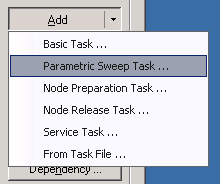 Add
Basic Task ...
Parametric Sweep Task ...
Node Preparation Task ...
Node Release Task ...
Service Task ...
From Task File ...
Dependency ...